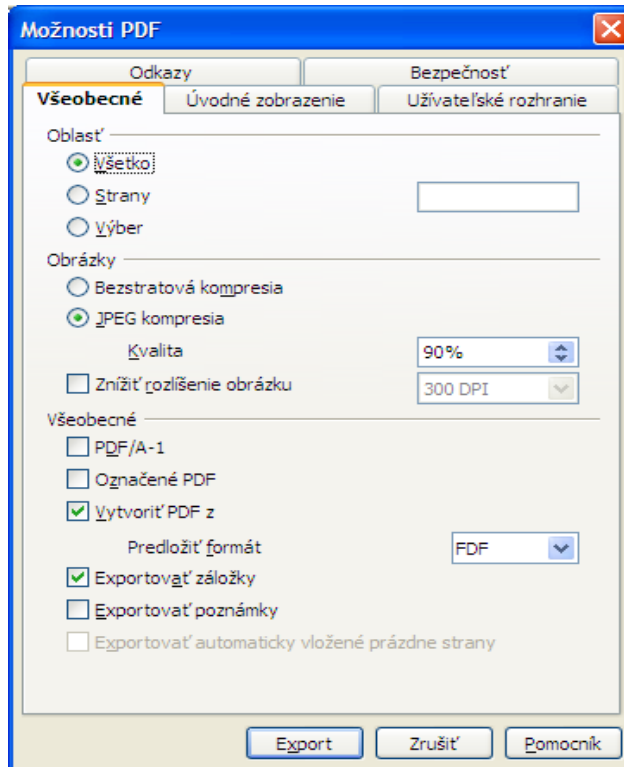 Možnosti PDF
Odkazy Bezpečnosť
Všeobecné Úvodné zobrazenie Užívateľské rozhranie
Oblasť
Všetko
Strany
Výber
Obrázky
Bezstratová kompresia
JPEG kompresia
Kvalita 90%
Znížiť rozlíšenie obrázku 300 DPI
Všeobecné
PDF/A-1
Označené PDF
Vytvoriť PDF z
Predložiť formát FDF
Exportovať záložky
Exportovať poznámky
Exportovať automaticky vložené prázdne strany
Export Zrušiť Pomocník